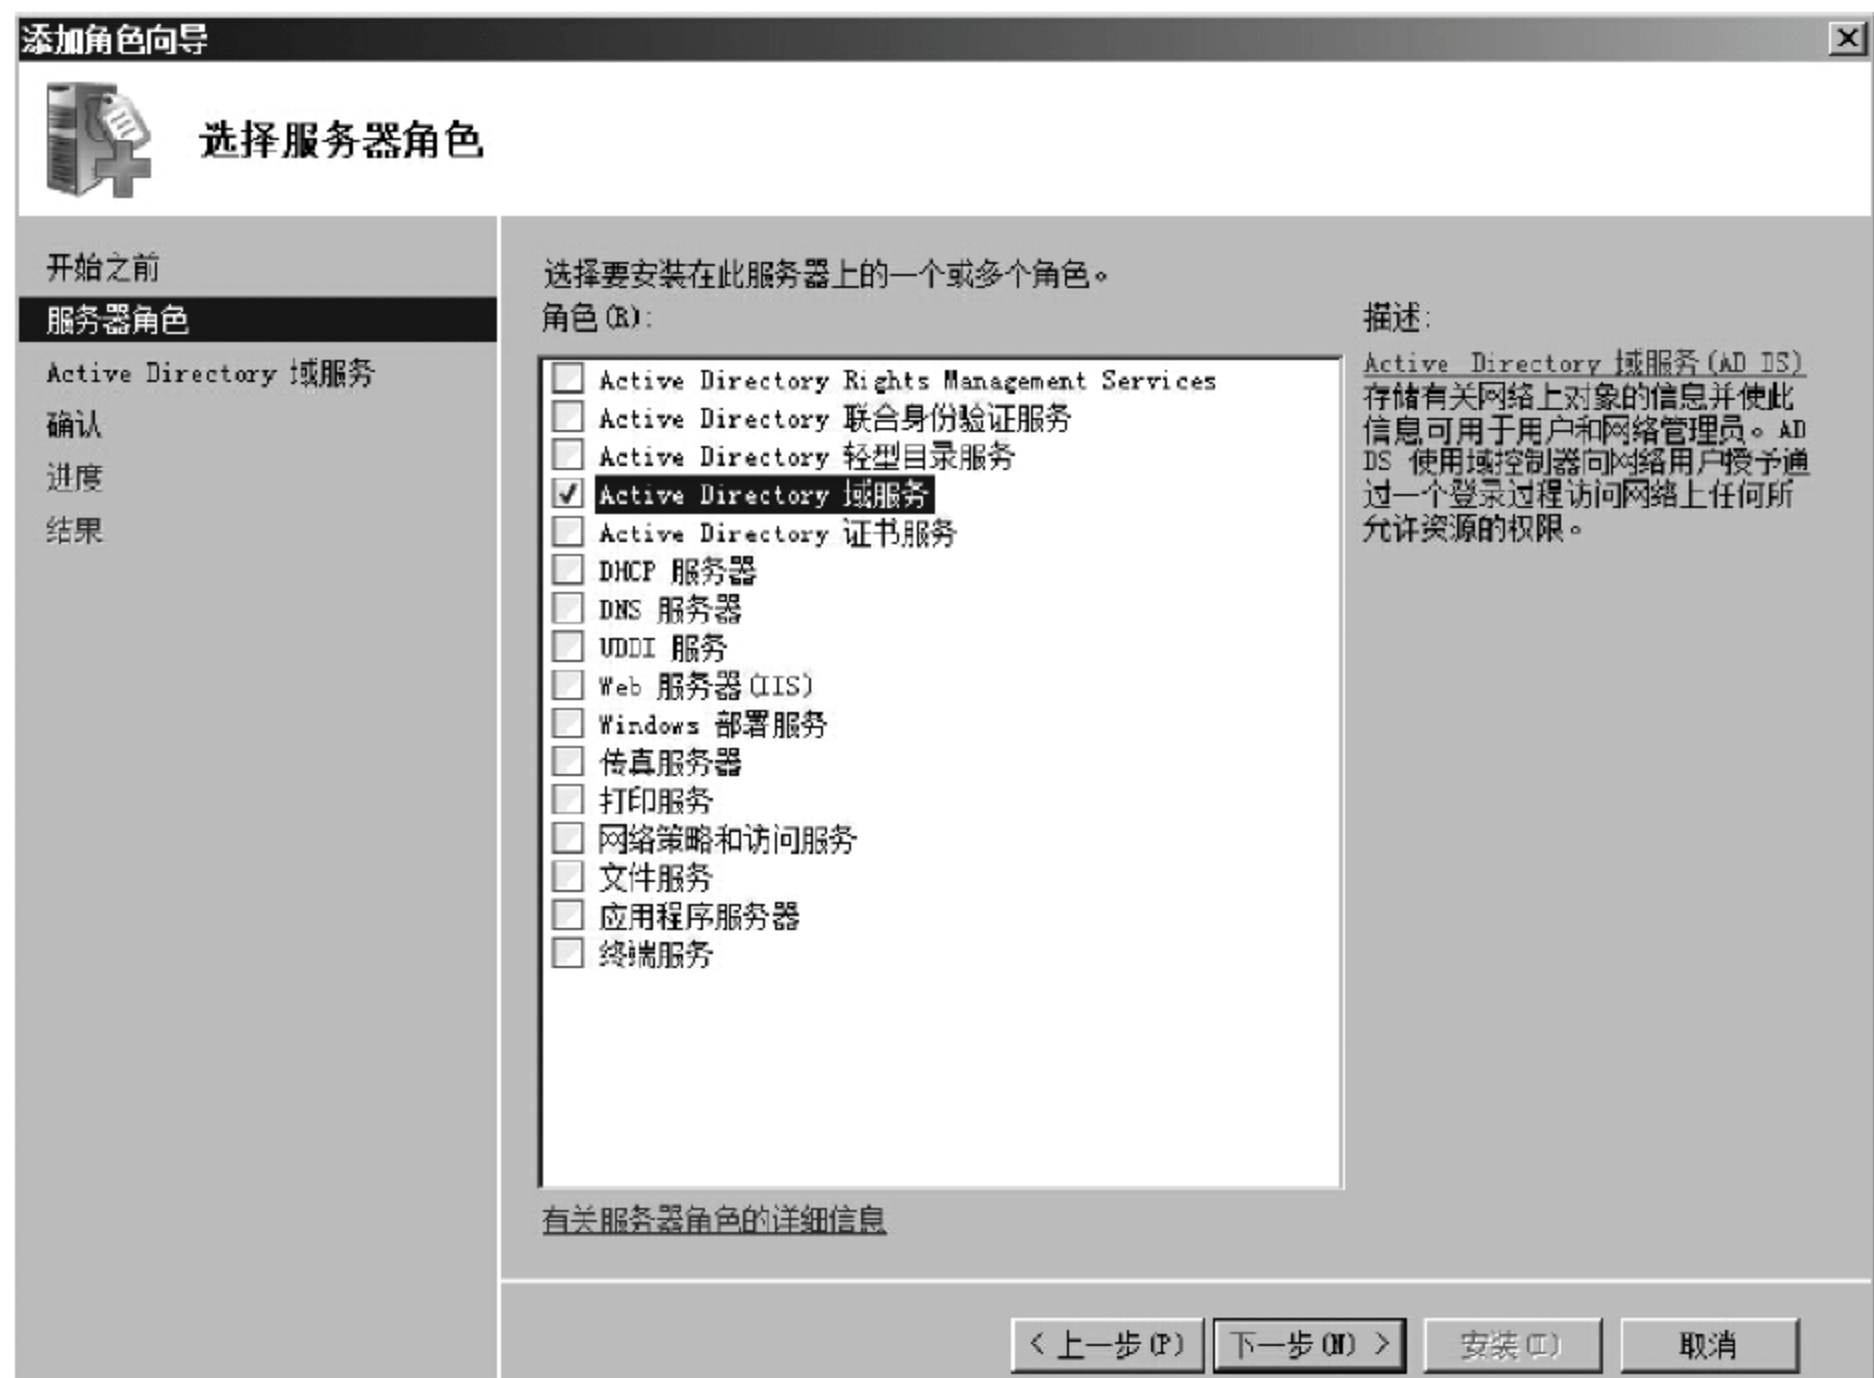 添加角色向导
选择服务器角色
开始之前
服务器角色
Active Directory 域服务
确认
进度
结果
选择要安装在此服务器上的一个或多个角色。
角色(R):
Active Directory Rights Management Services
Active Directory 联合身份验证服务
Active Directory 轻型目录服务
Active Directory 域服务
Active Directory 证书服务
DHCP 服务器
DNS 服务器
UDDI 服务
Web 服务器(IIS)
Windows 部署服务
传真服务器
打印服务
网络策略和访问服务
文件服务
应用程序服务器
终端服务
有关服务器角色的详细信息
描述:
Active Directory 域服务(AD DS)
存储有关网络上对象的信息并使此
信息可用于用户和网络管理员。AD
DS 使用域控制器向网络用户授予通
过一个登录过程访问网络上任何所
允许资源的权限。
< 上一步(P)
下一步(N) >
安装(I)
取消